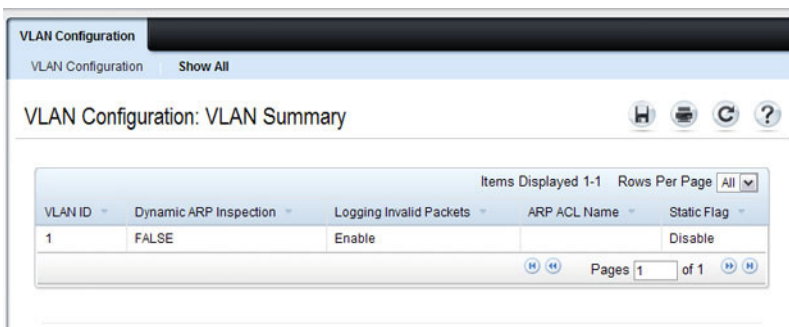 VLAN Configuration
VLAN Configuration Show All
VLAN Configuration: VLAN Summary ?
Items Displayed 1-1 Rows Per Page All
VLAN ID Dynamic ARP Inspection Logging Invalid Packets ARP ACL Name Static Flag
1 FALSE Enable Disable
Pages 1 of 1